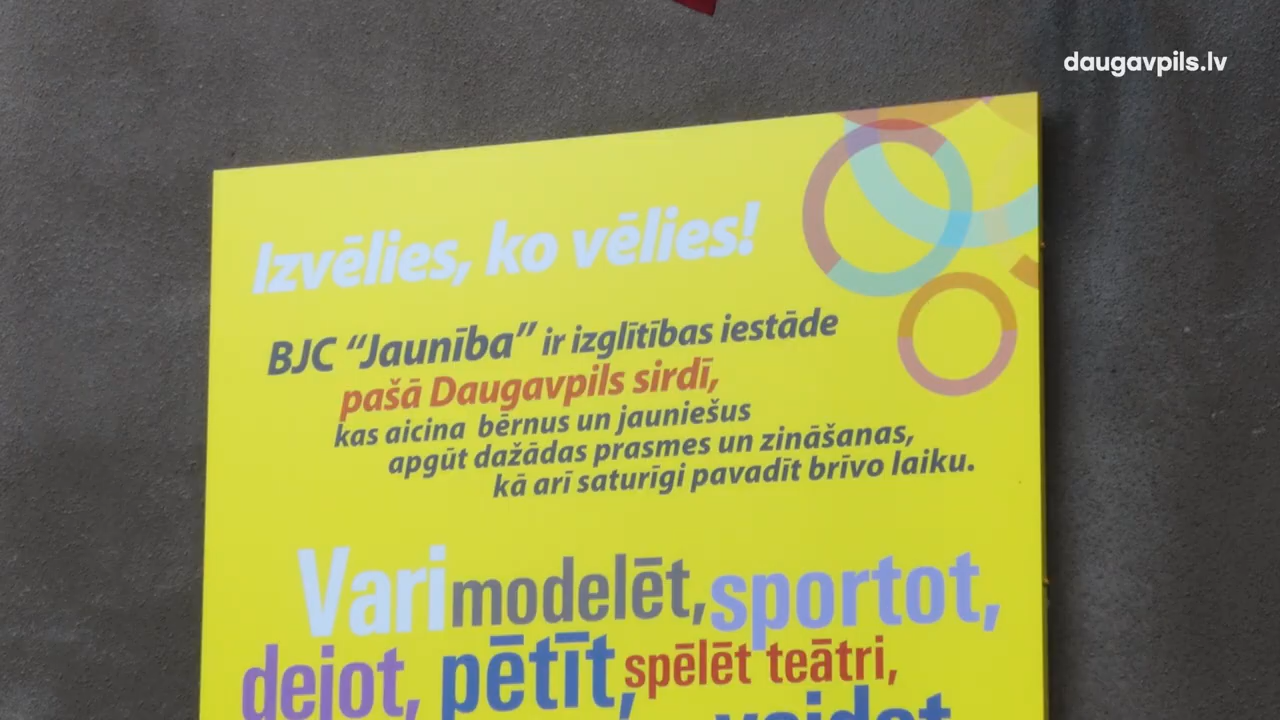 daugavpils.lv
Izvēlies, ko vēlies!
BJC “Jaunība” ir izglītības iestāde
pašā Daugavpils sirdī,
kas aicina bērnus un jauniešus
apgūt dažādas prasmes un zināšanas,
kā arī saturīgi pavadīt brīvo laiku.
Vari modelēt, sportot,
dejot, pētīt, spēlēt teātri,